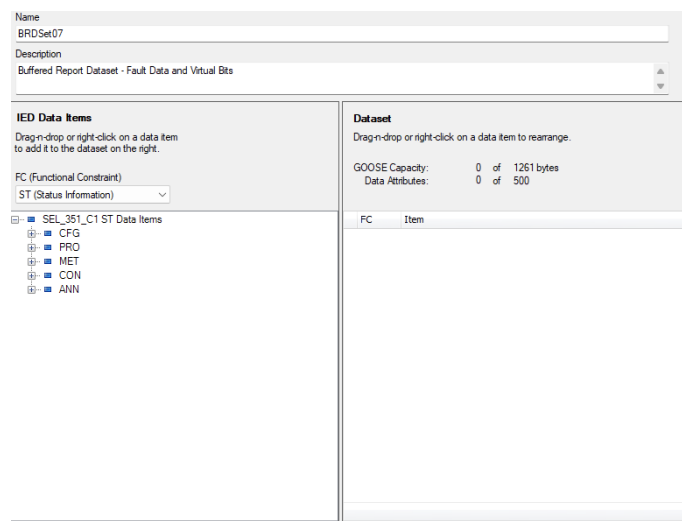 Name
BRDSet07
Description
Buffered Report Dataset - Fault Data and Virtual Bits
IED Data Items
Drag-n-drop or right-click on a data item
to add it to the dataset on the right.
FC (Functional Constraint)
ST (Status Information)
SEL_351_C1 ST Data Items
CFG
PRO
MET
CON
ANN
Dataset
Drag-n-drop or right-click on a data item to rearrange.
GOOSE Capacity: 0 of 1261 bytes
Data Attributes: 0 of 500
FC Item